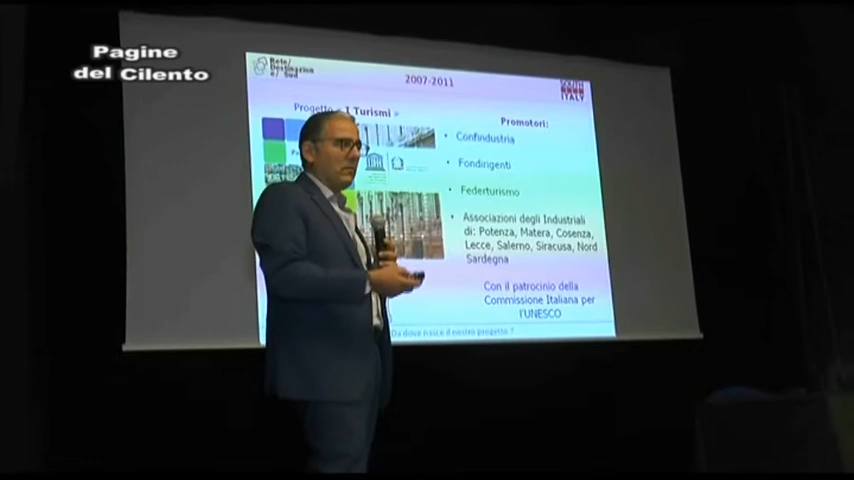 Pagine
del Cilento
Rete/
Destinazione
e/ Sud
2007-2011
SOUTH
ITALY
Progetto « I Turismi »
Promotori:
• Confindustria
• Fondirigenti
• Federturismo
• Associazioni degli Industriali
di: Potenza, Matera, Cosenza,
Lecce, Salerno, Siracusa, Nord
Sardegna
Con il patrocinio della
Commissione Italiana per
l'UNESCO
Da dove nasce il nostro progetto ?